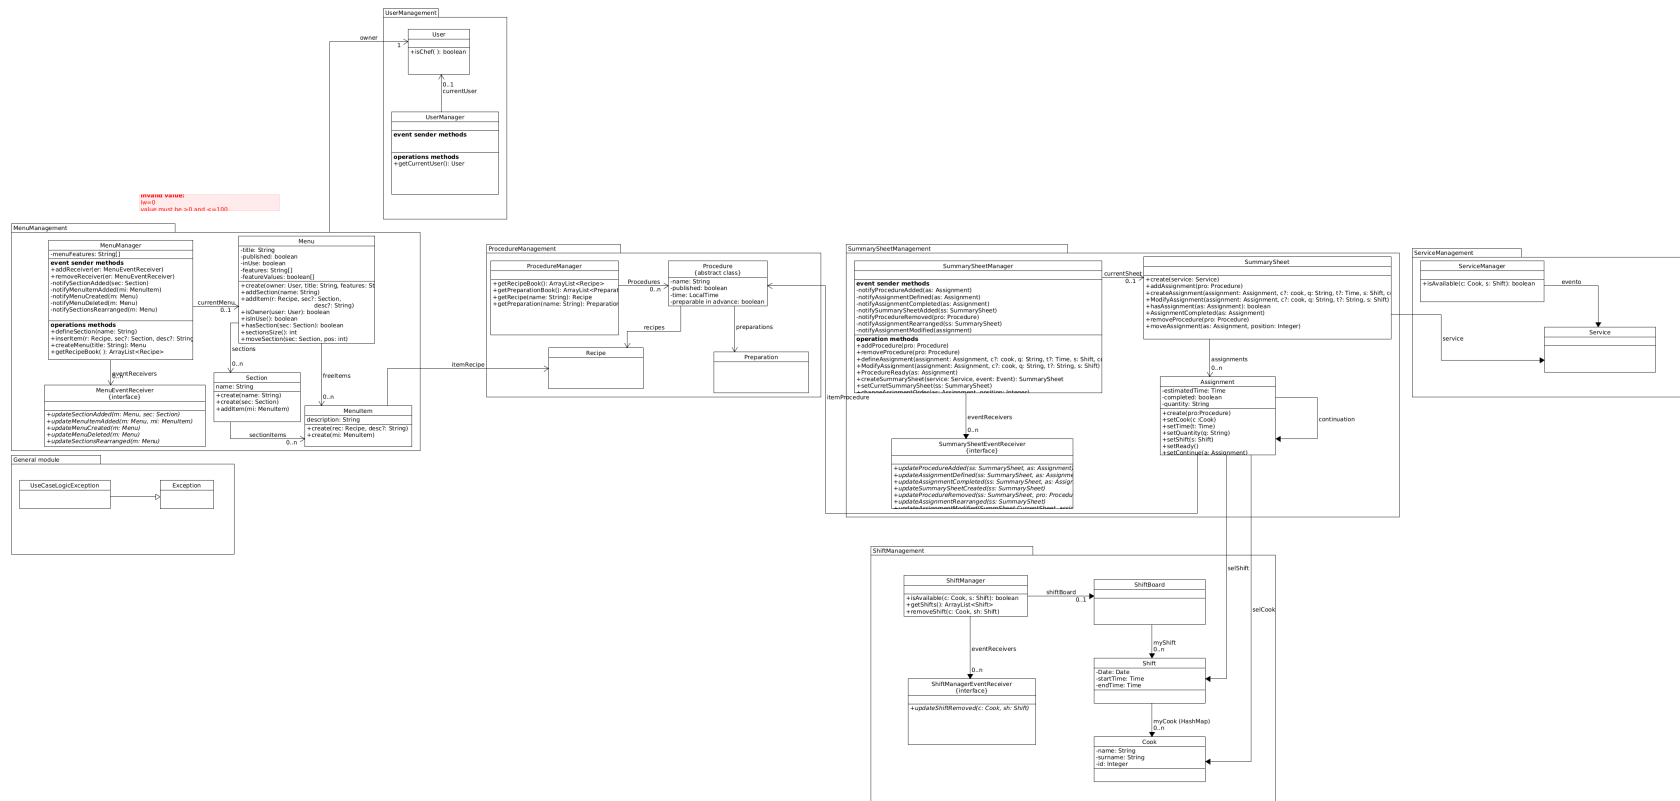 UserManagement
User
+isChef( ): boolean
owner
1
0..1
currentUser
UserManager
event sender methods
operations methods
+getCurrentUser(): User
Invalid value:
lw=0
value must be >0 and <=100
MenuManagement
MenuManager
-menuFeatures: String[]
event sender methods
+addReceiver(er: MenuEventReceiver)
+removeReceiver(er: MenuEventReceiver)
-notifySectionAdded(sec: Section)
-notifyMenuItemAdded(mi: MenuItem)
-notifyMenuCreated(m: Menu)
-notifyMenuDeleted(m: Menu)
-notifySectionsRearranged(m: Menu)
operations methods
+defineSection(name: String)
+inserItem(r: Recipe, sec?: Section, desc?: String
+createMenu(title: String): Menu
+getRecipeBook( ): ArrayList<Recipe>
currentMenu
0..1
Menu
-title: String
-published: boolean
-inUse: boolean
-features: String[]
-featureValues: boolean[]
+create(owner: User, title: String, features: St
+addSection(name: String)
+addItem(r: Recipe, sec?: Section,
desc?: String)
+isOwner(user: User): boolean
+isInUse(): boolean
+hasSection(sec: Section): boolean
+sectionsSize(): int
+moveSection(sec: Section, pos: int)
eventReceivers
0..n
MenuEventReceiver
{interface}
+updateSectionAdded(m: Menu, sec: Section)
+updateMenuItemAdded(m: Menu, mi: MenuItem)
+updateMenuCreated(m: Menu)
+updateMenuDeleted(m: Menu)
+updateSectionsRearranged(m: Menu)
sections
0..n
Section
name: String
+create(name: String)
+create(sec: Section)
+addItem(mi: MenuItem)
sectionItems
0..n
freeItems
0..n
MenuItem
description: String
+create(rec: Recipe, desc?: String)
+create(mi: MenuItem)
itemRecipe
General module
UseCaseLogicException
Exception
ProcedureManagement
ProcedureManager
+getRecipeBook(): ArrayList<Recipe>
+getPreparationBook(): ArrayList<Preparat
+getRecipe(name: String): Recipe
+getPreparation(name: String): Preparation
Procedures
0..n
Procedure
{abstract class}
-name: String
-published: boolean
-time: LocalTime
-preparable in advance: boolean
recipes
preparations
Recipe
Preparation
itemProcedure
SummarySheetManagement
SummarySheetManager
event sender methods
-notifyProcedureAdded(as: Assignment)
-notifyAssignmentDefined(as: Assignment)
-notifyAssignmentCompleted(as: Assignment)
-notifySummarySheetAdded(ss: SummarySheet)
-notifyProcedureRemoved(pro: Procedure)
-notifyAssignmentRearranged(ss: SummarySheet)
-notifyAssignmentModified(assignment)
operation methods
+addProcedure(pro: Procedure)
+removeProcedure(pro: Procedure)
+defineAssignment(assignment: Assignment, c?: cook, q: String, t?: Time, s: Shift, co
+ModifyAssignment(assignment: Assignment, c?: cook, q: String, t?: String, s: Shift)
+ProcedureReady(as: Assignment)
+createSummarySheet(service: Service, event: Event): SummarySheet
+setCurretSummarySheet(ss: SummarySheet)
+changeAssignmentOrder(as: Assignment, position: Integer)
currentSheet
0..1
SummarySheet
+create(service: Service)
+addAssignment(pro: Procedure)
+createAssignment(assignment: Assignment, c?: cook, q: String, t?: Time, s: Shift, co
+ModifyAssignment(assignment: Assignment, c?: cook, q: String, t?: String, s: Shift)
+hasAssignment(as: Assignment): boolean
+AssignmentCompleted(as: Assignment)
+removeProcedure(pro: Procedure)
+moveAssignment(as: Assignment, position: Integer)
assignments
0..n
Assignment
-estimatedTime: Time
-completed: boolean
-quantity: String
+create(pro:Procedure)
+setCook(c :Cook)
+setTime(t: Time)
+setQuantity(q: String)
+setShift(s: Shift)
+setReady()
+setContinue(a: Assignment)
continuation
eventReceivers
0..n
SummarySheetEventReceiver
{interface}
+updateProcedureAdded(ss: SummarySheet, as: Assignment)
+updateAssignmentDefined(ss: SummarySheet, as: Assignme
+updateAssignmentCompleted(ss: SummarySheet, as: Assigr
+updateSummarySheetCreated(ss: SummarySheet)
+updateProcedureRemoved(ss: SummarySheet, pro: Procedu
+updateAssignmentRearranged(ss: SummarySheet)
+updateAssignmentModified(SummSheet CurrentSheet, assig
ServiceManagement
ServiceManager
+isAvailable(c: Cook, s: Shift): boolean
evento
Service
service
ShiftManagement
ShiftManager
+isAvailable(c: Cook, s: Shift): boolean
+getShifts(): ArrayList<Shift>
+removeShift(c: Cook, sh: Shift)
shiftBoard
0..1
ShiftBoard
eventReceivers
0..n
ShiftManagerEventReceiver
{interface}
+updateShiftRemoved(c: Cook, sh: Shift)
myShift
0..n
Shift
-Date: Date
-startTime: Time
-endTime: Time
myCook (HashMap)
0..n
Cook
-name: String
-surname: String
-id: Integer
selShift
selCook